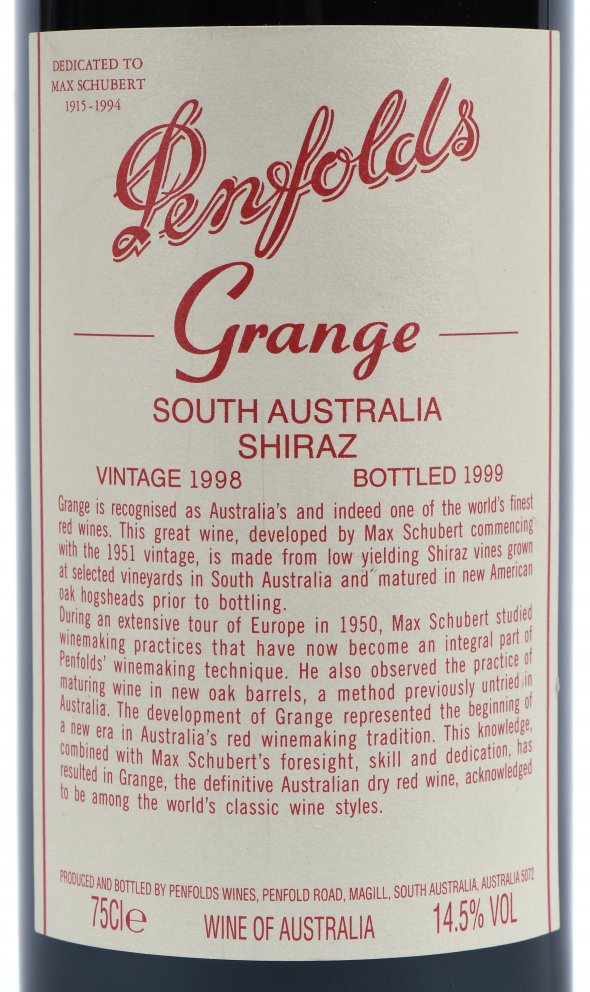 DEDICATED TO
MAX SCHUBERT
1915-1994
Penfolds
Grange
SOUTH AUSTRALIA
SHIRAZ
VINTAGE 1998 BOTTLED 1999
Grange is recognised as Australia's and indeed one of the world's finest
red wines. This great wine, developed by Max Schubert commencing
with the 1951 vintage, is made from low yielding Shiraz vines grown
at selected vineyards in South Australia and matured in new American
oak hogsheads prior to bottling.
During an extensive tour of Europe in 1950, Max Schubert studied
winemaking practices that have now become an integral part of
Penfolds' winemaking technique. He also observed the practice of
maturing wine in new oak barrels, a method previously untried in
Australia. The development of Grange represented the beginning of
a new era in Australia's red winemaking tradition. This knowledge,
combined with Max Schubert's foresight, skill and dedication, has
resulted in Grange, the definitive Australian dry red wine, acknowledged
to be among the world's classic wine styles.
PRODUCED AND BOTTLED BY PENFOLDS WINES, PENFOLD ROAD, MAGILL, SOUTH AUSTRALIA, AUSTRALIA 5072
75Cl℮ WINE OF AUSTRALIA 14.5% VOL